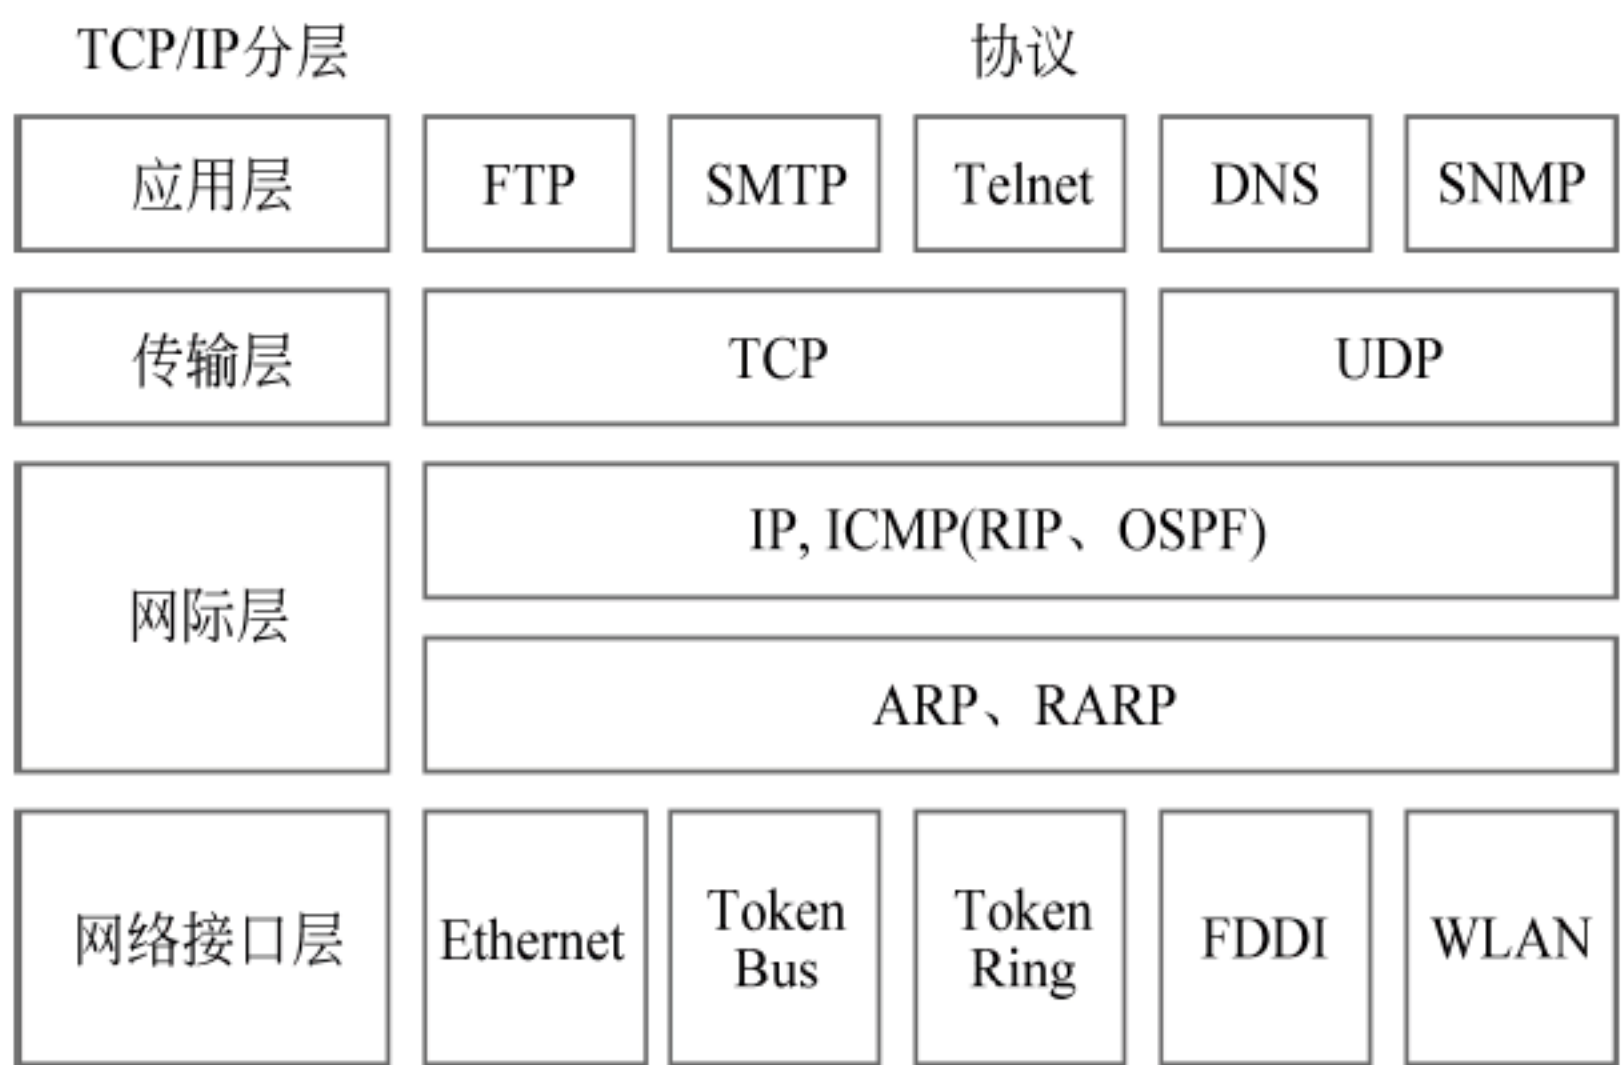 TCP/IP分层
协议
应用层
FTP
SMTP
Telnet
DNS
SNMP
传输层
TCP
UDP
网际层
IP, ICMP(RIP、OSPF)
ARP、RARP
网络接口层
Ethernet
Token
Bus
Token
Ring
FDDI
WLAN